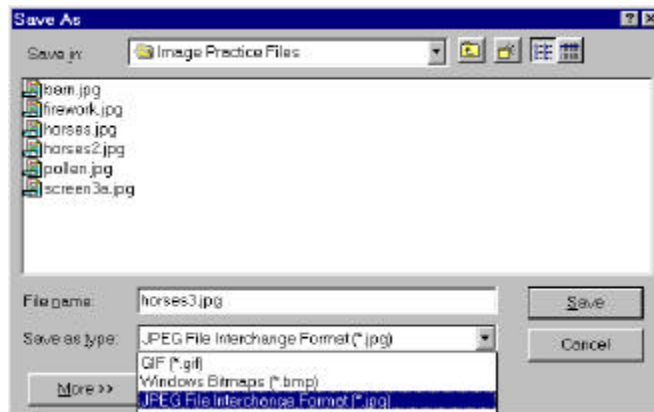 Save As
Save in: Image Practice Files
barn.jpg
firework.jpg
horses.jpg
horses2.jpg
pollen.jpg
screen3a.jpg
File name: horses3.jpg Save
Save as type: JPEG File Interchange Format (*.jpg) Cancel
GIF (*.gif)
More >> Windows Bitmaps (*.bmp)
JPEG File Interchange Format (*.jpg)